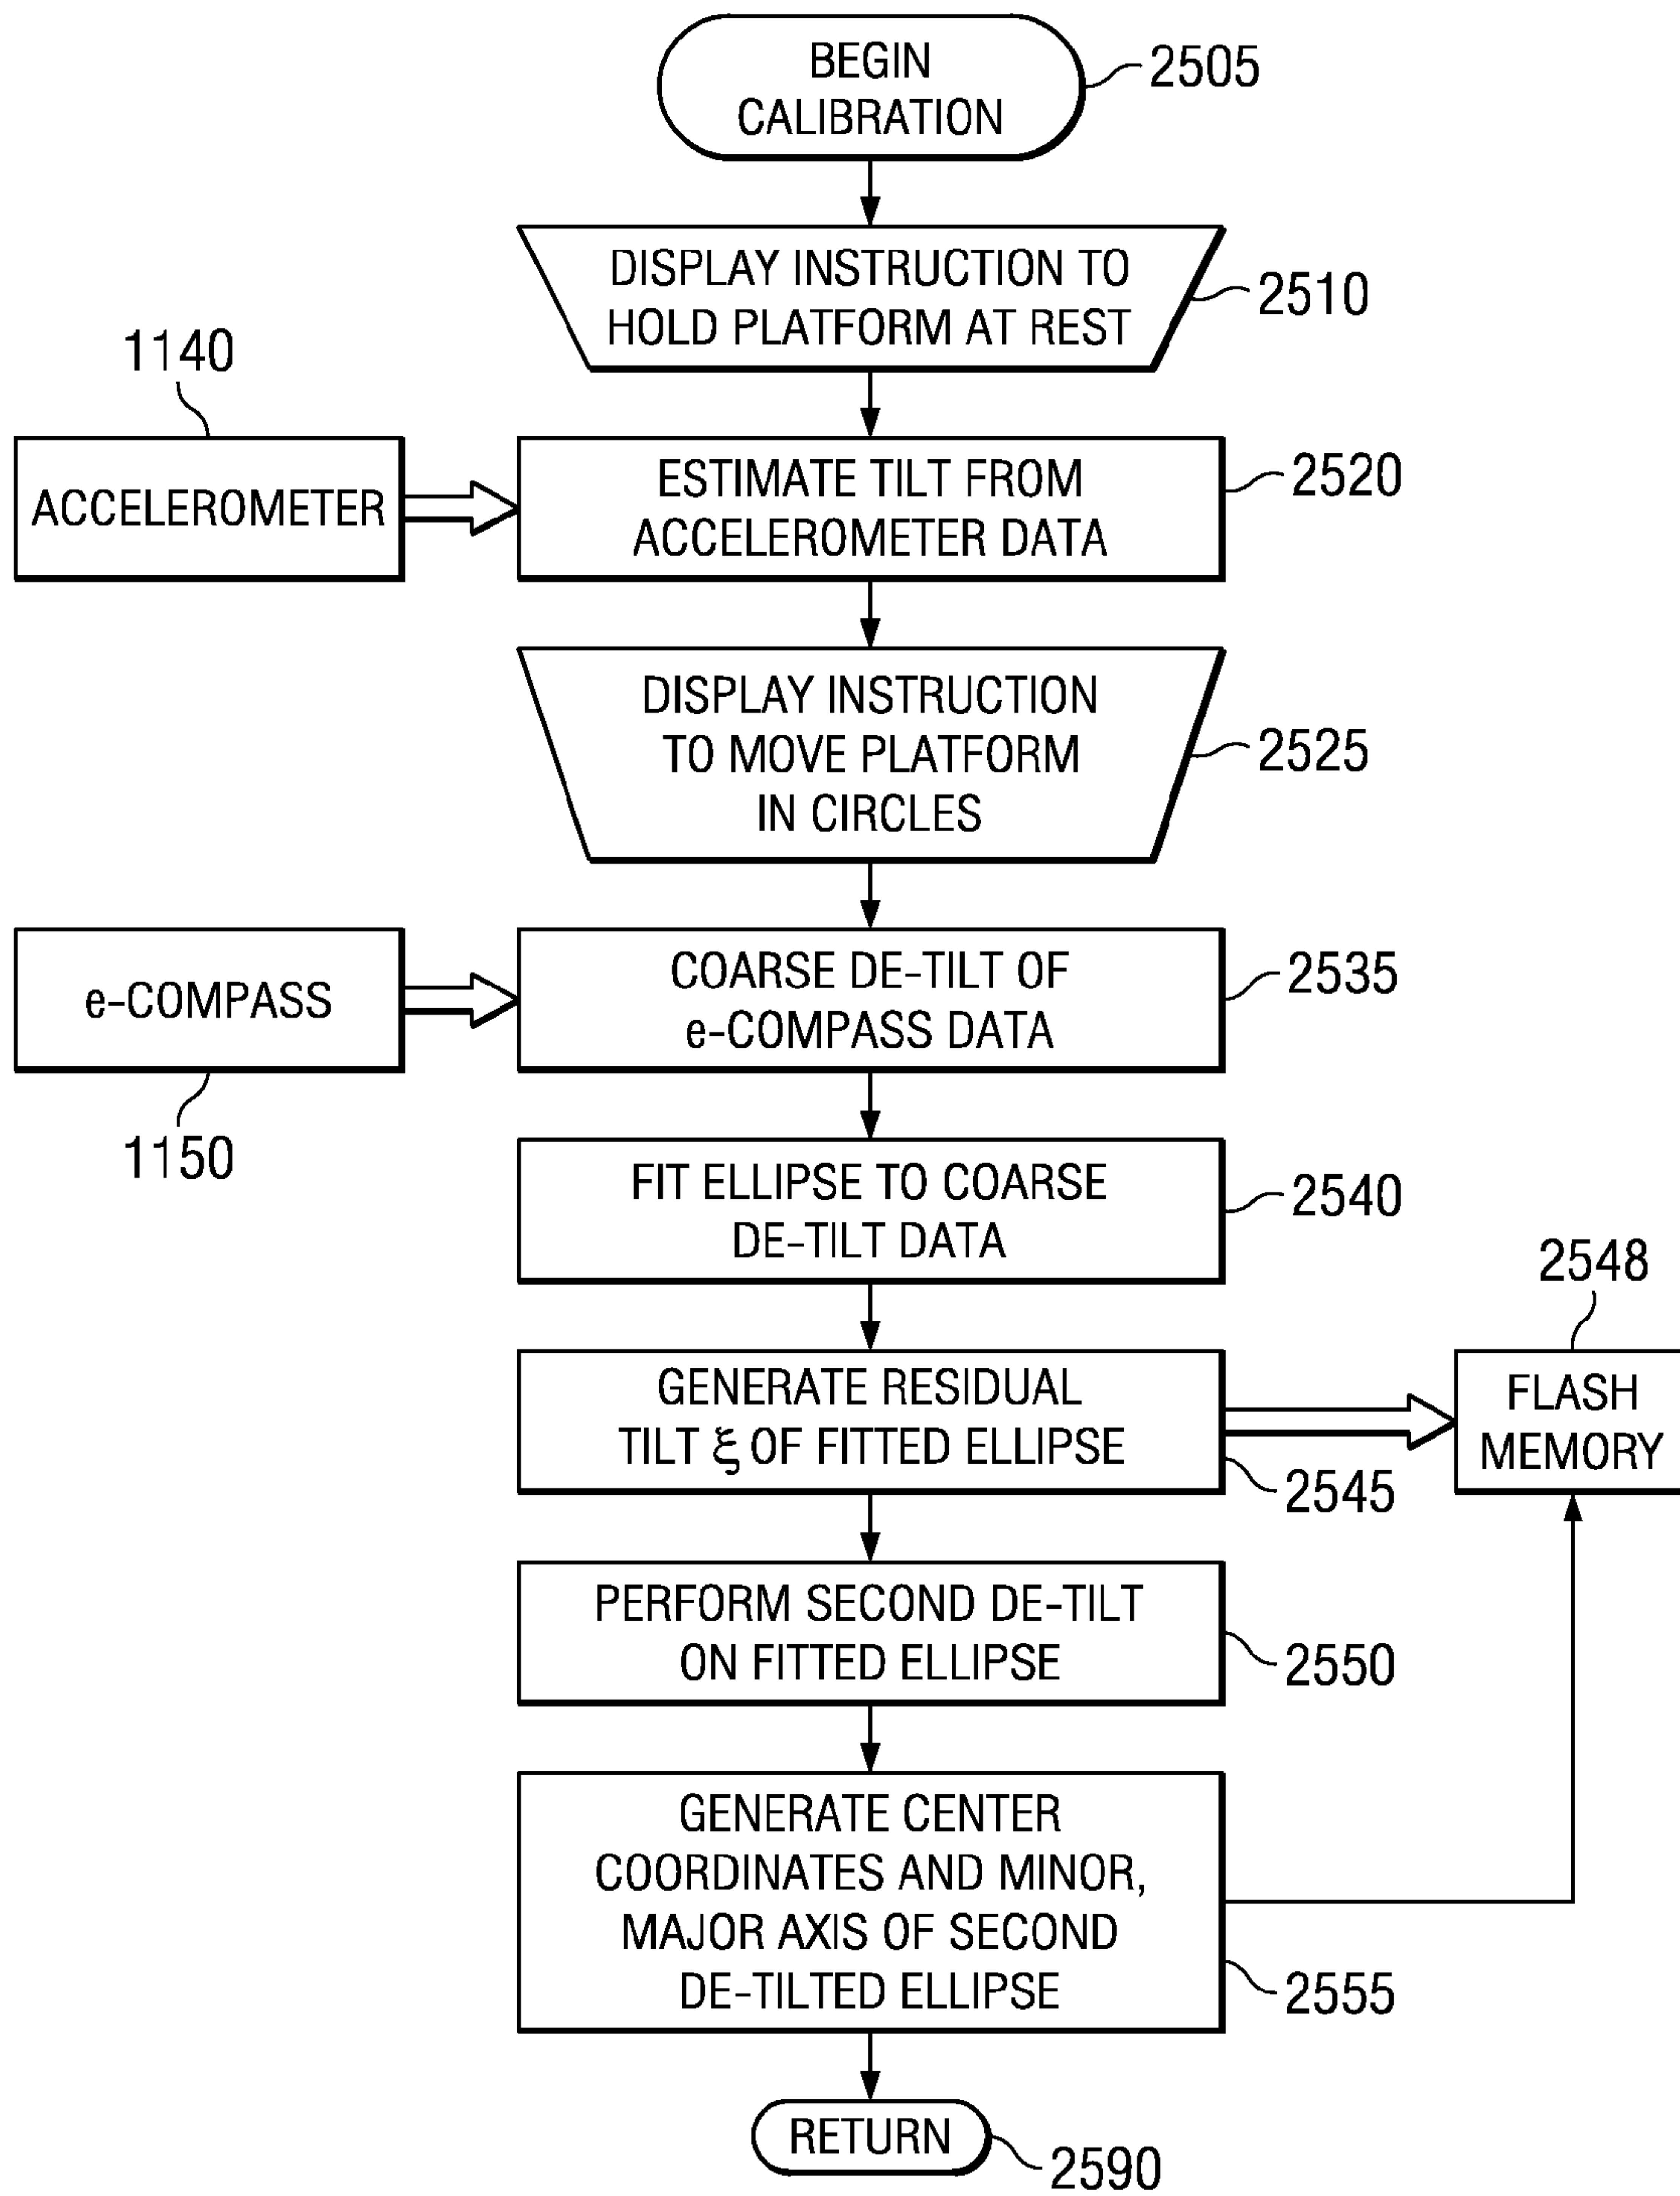 BEGIN
CALIBRATION
2505
DISPLAY INSTRUCTION TO
HOLD PLATFORM AT REST
2510
1140
ACCELEROMETER
ESTIMATE TILT FROM
ACCELEROMETER DATA
2520
DISPLAY INSTRUCTION
TO MOVE PLATFORM
IN CIRCLES
2525
e-COMPASS
1150
COARSE DE-TILT OF
e-COMPASS DATA
2535
FIT ELLIPSE TO COARSE
DE-TILT DATA
2540
GENERATE RESIDUAL
TILT ξ OF FITTED ELLIPSE
2545
2548
FLASH
MEMORY
PERFORM SECOND DE-TILT
ON FITTED ELLIPSE
2550
GENERATE CENTER
COORDINATES AND MINOR,
MAJOR AXIS OF SECOND
DE-TILTED ELLIPSE
2555
RETURN
2590